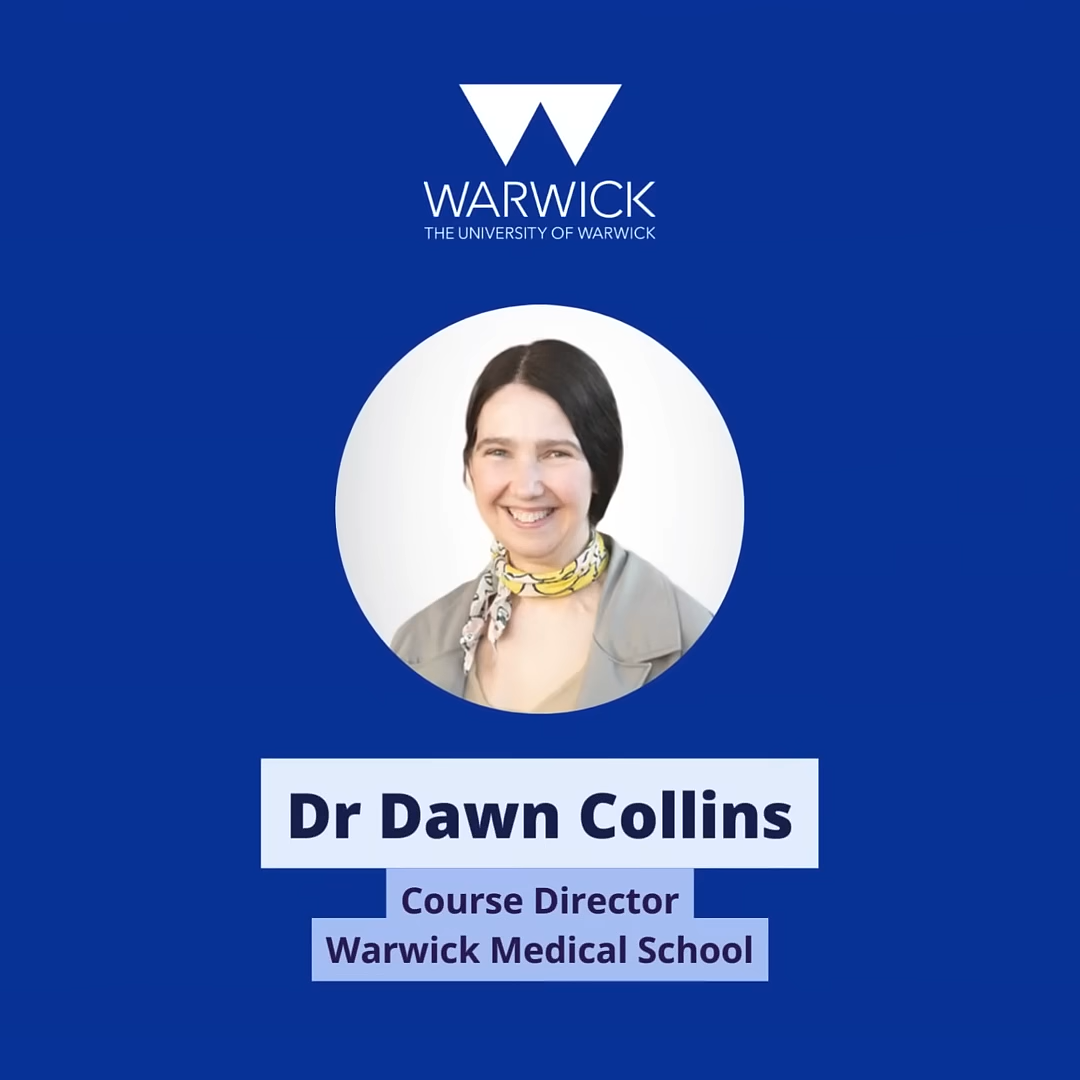 WARWICK
THE UNIVERSITY OF WARWICK
Dr Dawn Collins
Course Director
Warwick Medical School